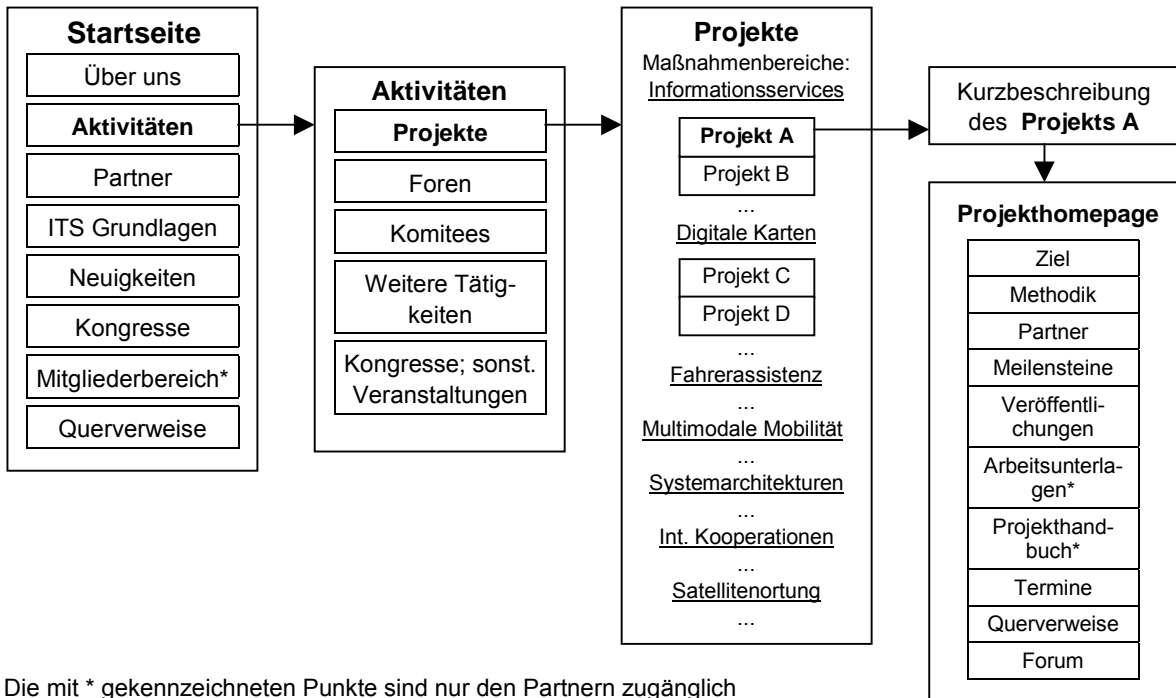 Startseite
Über uns
Aktivitäten
Partner
ITS Grundlagen
Neuigkeiten
Kongresse
Mitgliederbereich*
Querverweise
Aktivitäten
Projekte
Foren
Komitees
Weitere Tätig-
keiten
Kongresse; sonst.
Veranstaltungen
Projekte
Maßnahmenbereiche:
Informationsservices
Projekt A
Projekt B
...
Digitale Karten
Projekt C
Projekt D
...
Fahrerassistenz
...
Multimodale Mobilität
...
Systemarchitekturen
...
Int. Kooperationen
...
Satellitenortung
...
Kurzbeschreibung
des Projekts A
Projekthomepage
Ziel
Methodik
Partner
Meilensteine
Veröffentli-
chungen
Arbeitsunterla-
gen*
Projekthand-
buch*
Termine
Querverweise
Forum
Die mit * gekennzeichneten Punkte sind nur den Partnern zugänglich